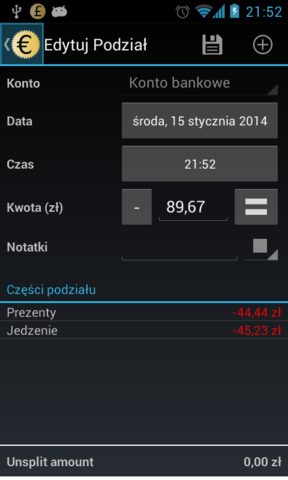 21:52
Edytuj Podział
Konto Konto bankowe
Data środa, 15 stycznia 2014
Czas 21:52
Kwota (zł) - 89,67 =
Notatki
Części podziału
Prezenty -44,44 zł
Jedzenie -45,23 zł
Unsplit amount 0,00 zł